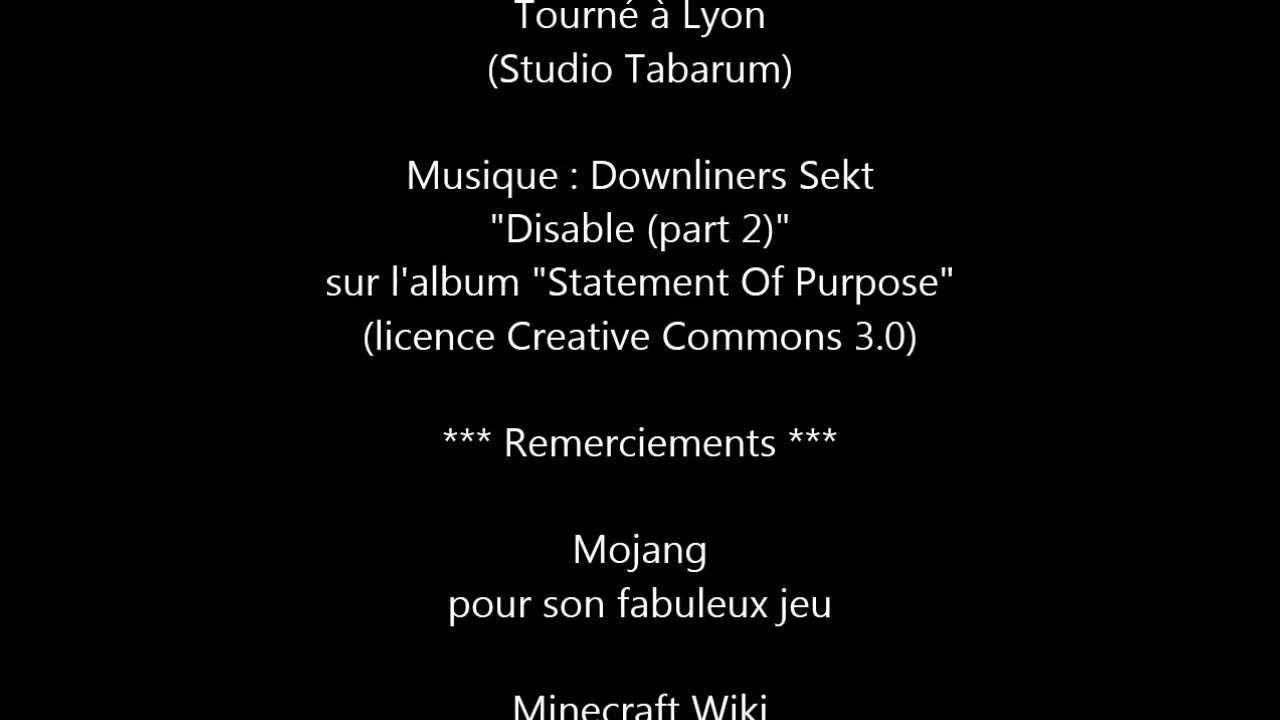 Tourné à Lyon
(Studio Tabarum)
Musique : Downliners Sekt
"Disable (part 2)"
sur l'album "Statement Of Purpose"
(licence Creative Commons 3.0)
*** Remerciements ***
Mojang
pour son fabuleux jeu
Minecraft Wiki